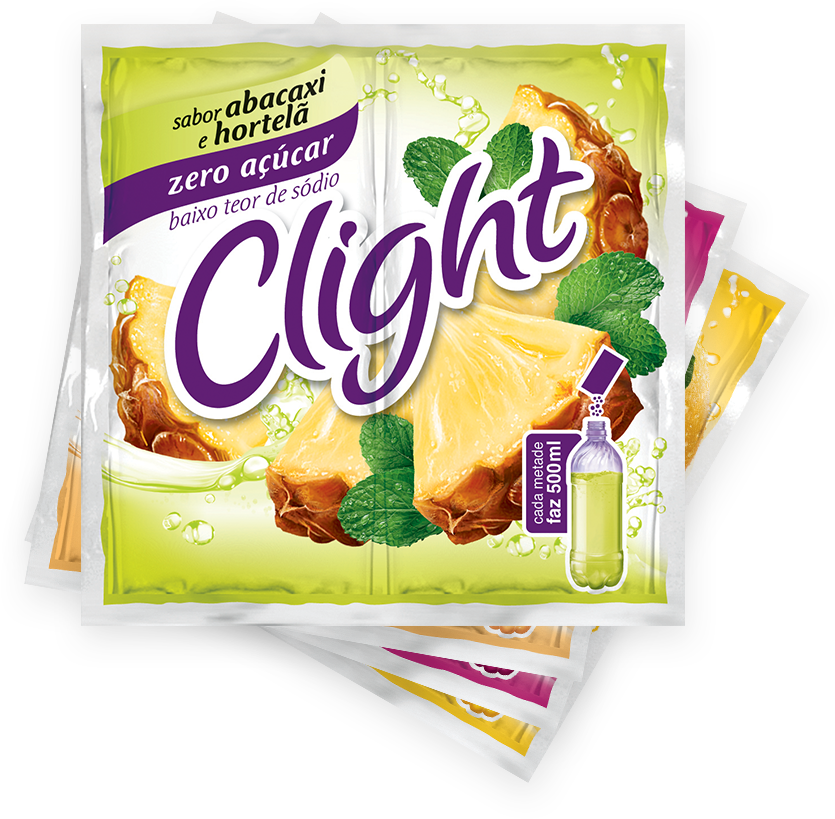 sabor abacaxi
e hortelã
zero açúcar
baixo teor de sódio
Clight
cada metade
faz 500ml